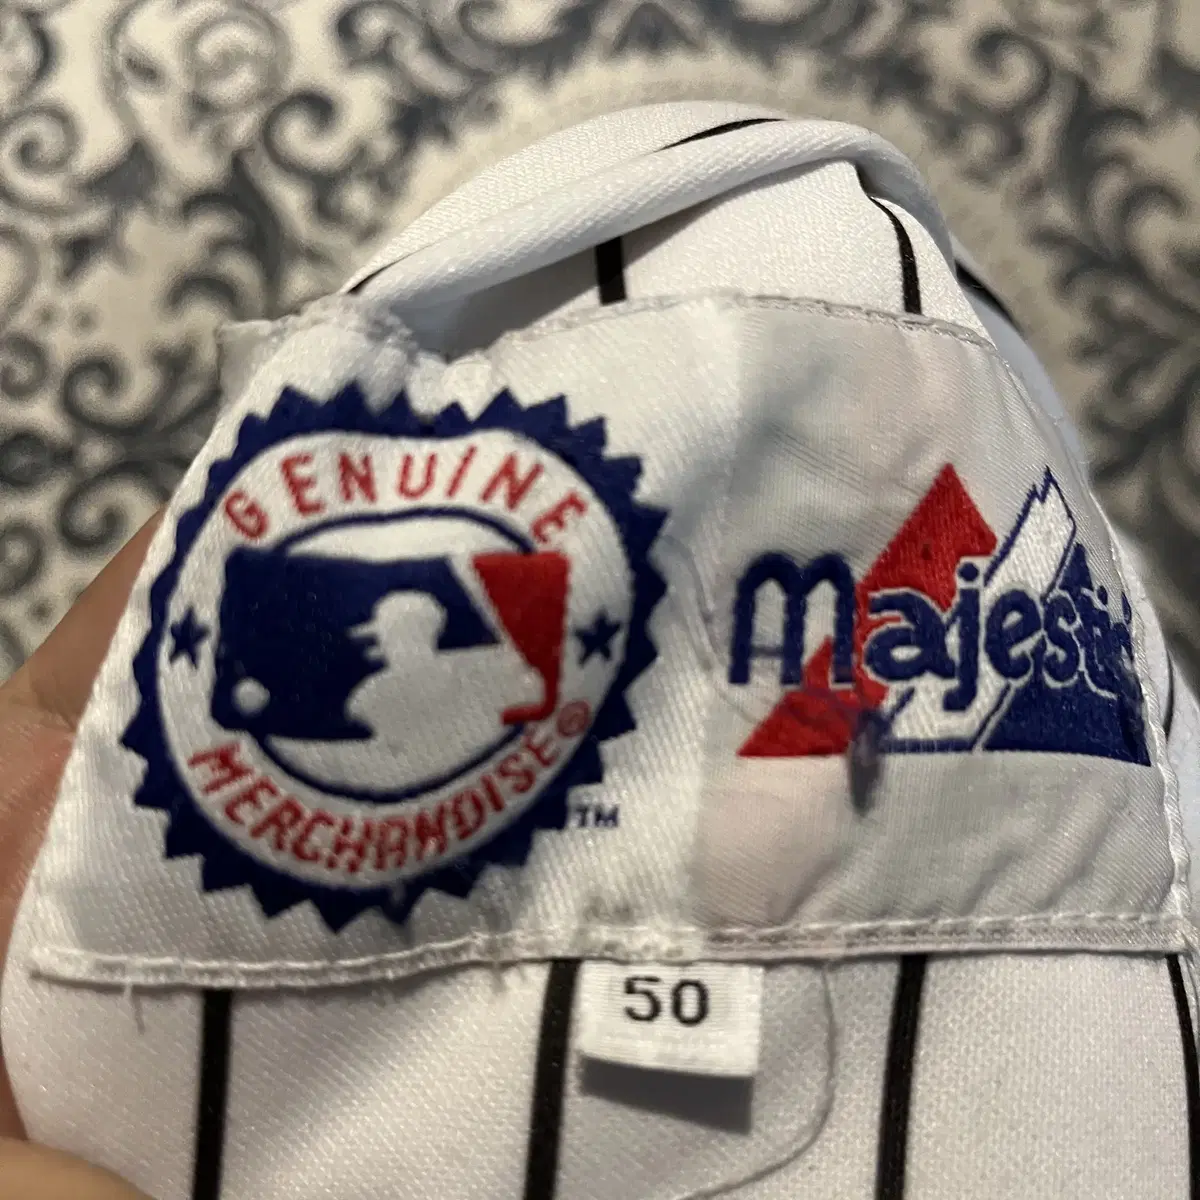 GENUINE
MERCHANDISE®
TM
Majestic
50